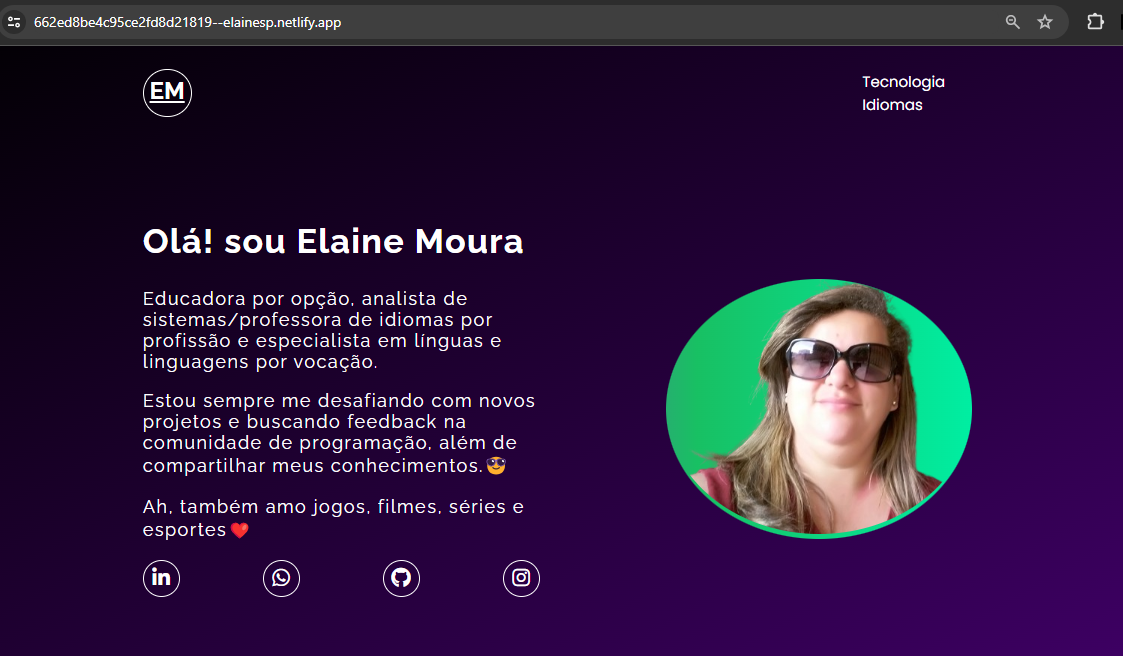 662ed8be4c95ce2fd8d21819--elainesp.netlify.app
EM
Tecnologia
Idiomas
Olá! sou Elaine Moura
Educadora por opção, analista de
sistemas/professora de idiomas por
profissão e especialista em línguas e
linguagens por vocação.
Estou sempre me desafiando com novos
projetos e buscando feedback na
comunidade de programação, além de
compartilhar meus conhecimentos.😎
Ah, também amo jogos, filmes, séries e
esportes❤️
in